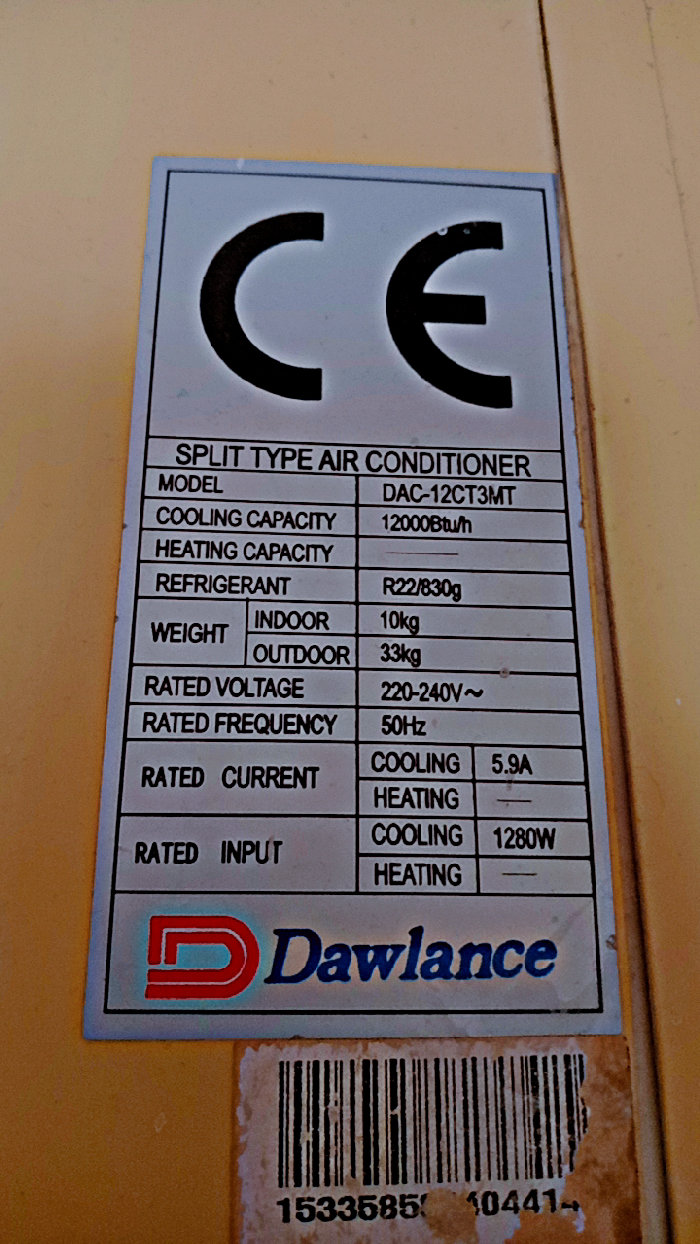 CE
SPLIT TYPE AIR CONDITIONER
MODEL DAC-12CT3MT
COOLING CAPACITY 12000Btu/h
HEATING CAPACITY —
REFRIGERANT R22/830g
WEIGHT INDOOR 10kg
OUTDOOR 33kg
RATED VOLTAGE 220-240V~
RATED FREQUENCY 50Hz
RATED CURRENT COOLING 5.9A
HEATING —
RATED INPUT COOLING 1280W
HEATING —
Dawlance